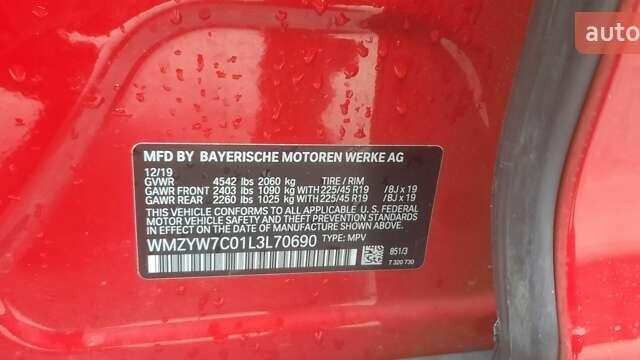 auto
MFD BY BAYERISCHE MOTOREN WERKE AG
12/19
GVWR 4542 lbs 2060 kg TIRE / RIM
GAWR FRONT 2403 lbs 1090 kg WITH 225/45 R19 /8J x 19
GAWR REAR 2260 lbs 1025 kg WITH 225/45 R19 /8J x 19
THIS VEHICLE CONFORMS TO ALL APPLICABLE U.S. FEDERAL
MOTOR VEHICLE SAFETY AND THEFT PREVENTION STANDARDS
IN EFFECT ON THE DATE OF MANUFACTURE SHOWN ABOVE.
WMZYW7C01L3L70690 TYPE: MPV
851/3
7 320 730